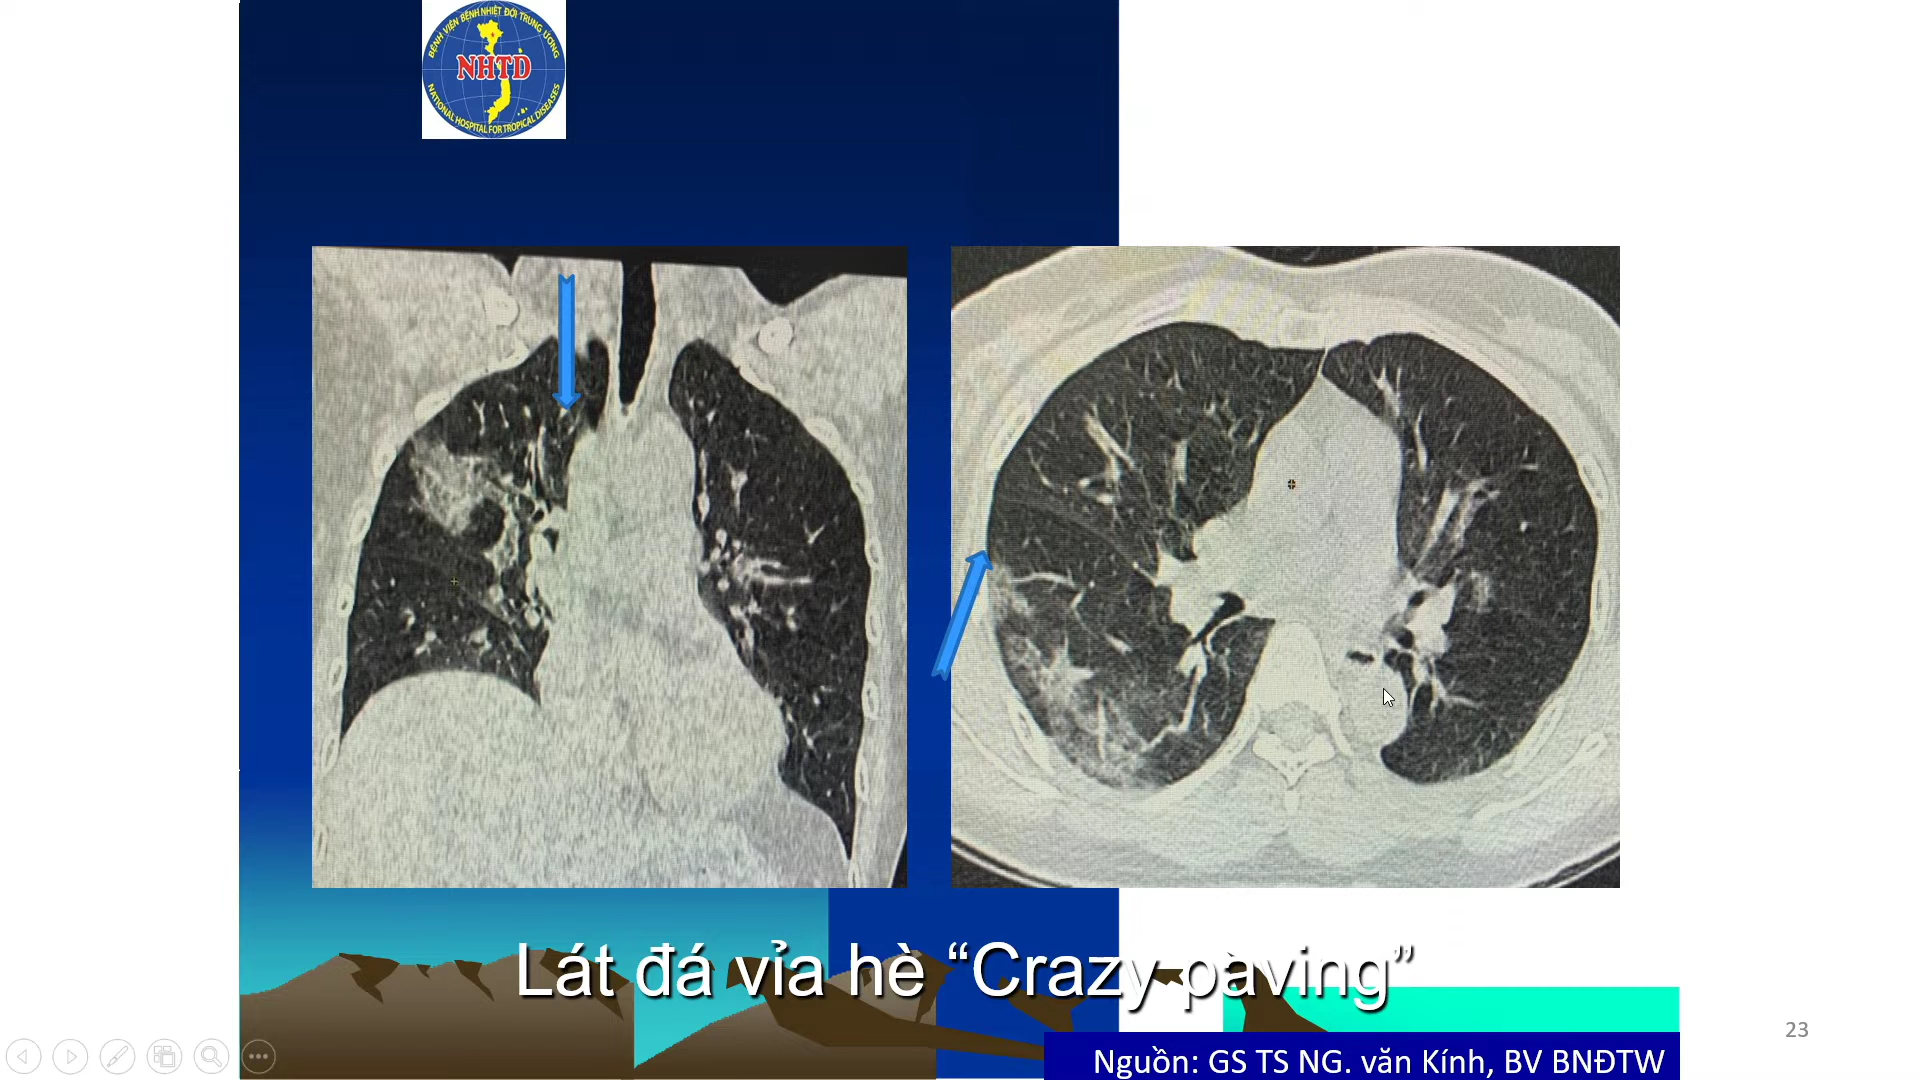 BỆNH VIỆN BỆNH NHIỆT ĐỚI TRUNG ƯƠNG
NHTD
NATIONAL HOSPITAL FOR TROPICAL DISEASES
Lát đá vỉa hè “Crazy paving”
23
Nguồn: GS TS NG. văn Kính, BV BNĐTW